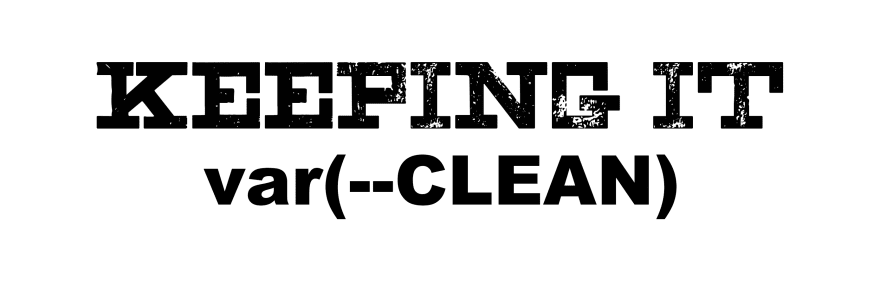 KEEPING IT
var(--CLEAN)